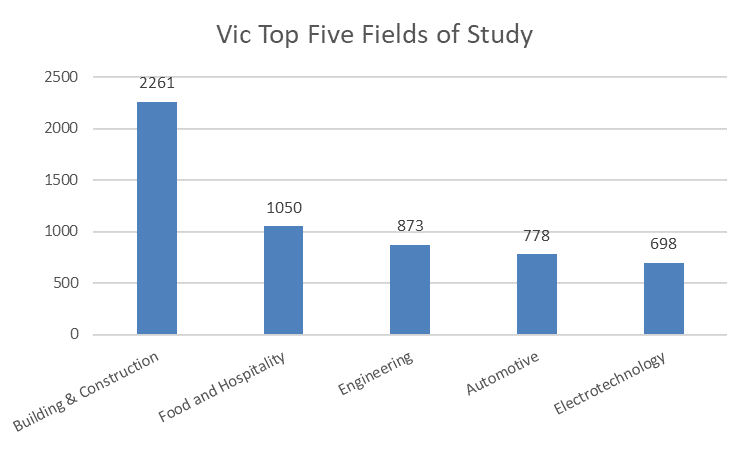 Vic Top Five Fields of Study
2500
2000
1500
1000
500
0
2261
1050
873
778
698
Building & Construction
Food and Hospitality
Engineering
Automotive
Electrotechnology